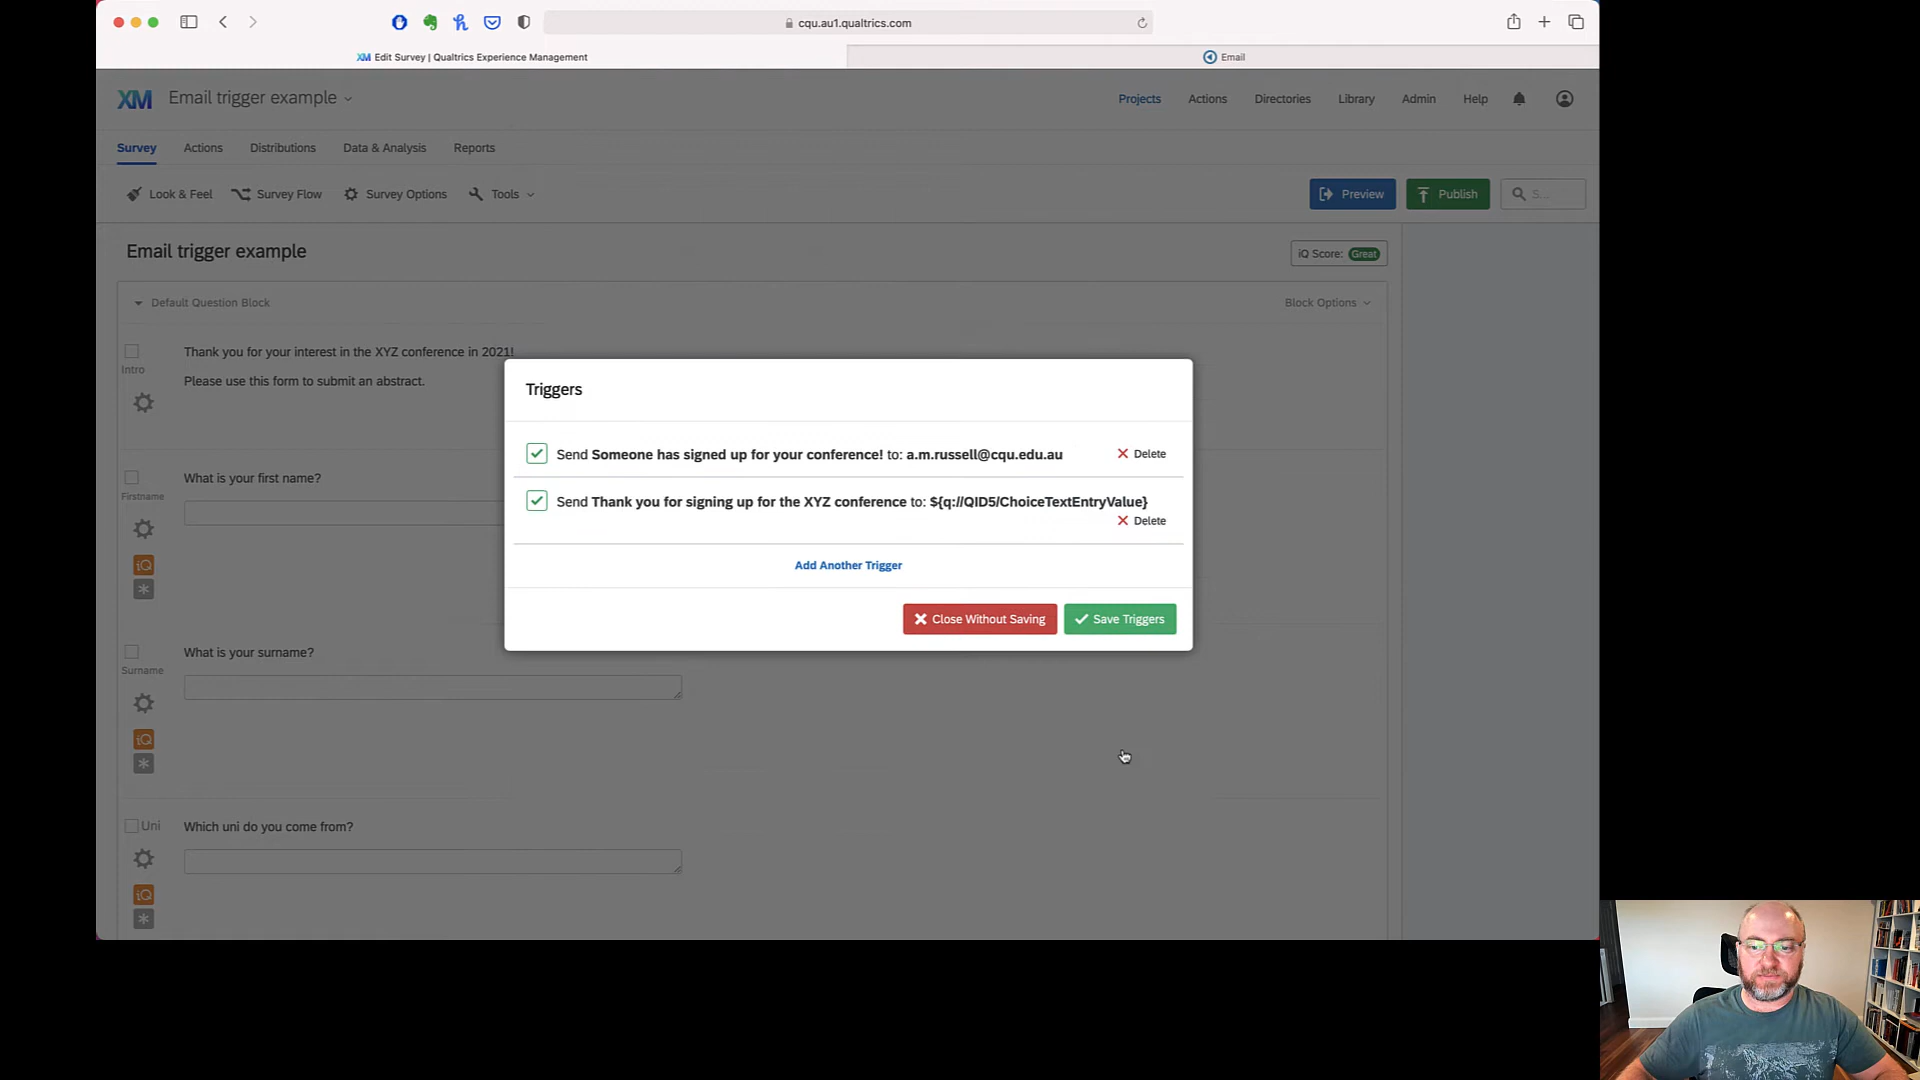 cqu.au1.qualtrics.com
XM Edit Survey | Qualtrics Experience Management
Email
XM Email trigger example
Projects Actions Directories Library Admin Help
Survey Actions Distributions Data & Analysis Reports
Look & Feel Survey Flow Survey Options Tools Preview Publish S...
Email trigger example
iQ Score: Great
Default Question Block
Block Options
Thank you for your interest in the XYZ conference in 2021!
Intro
Please use this form to submit an abstract.
Triggers
Send Someone has signed up for your conference! to: a.m.russell@cqu.edu.au
Delete
Send Thank you for signing up for the XYZ conference to: ${q://QID5/ChoiceTextEntryValue}
Delete
Add Another Trigger
Close Without Saving
Save Triggers
What is your first name?
Firstname
iQ
What is your surname?
Surname
iQ
Uni
Which uni do you come from?
iQ